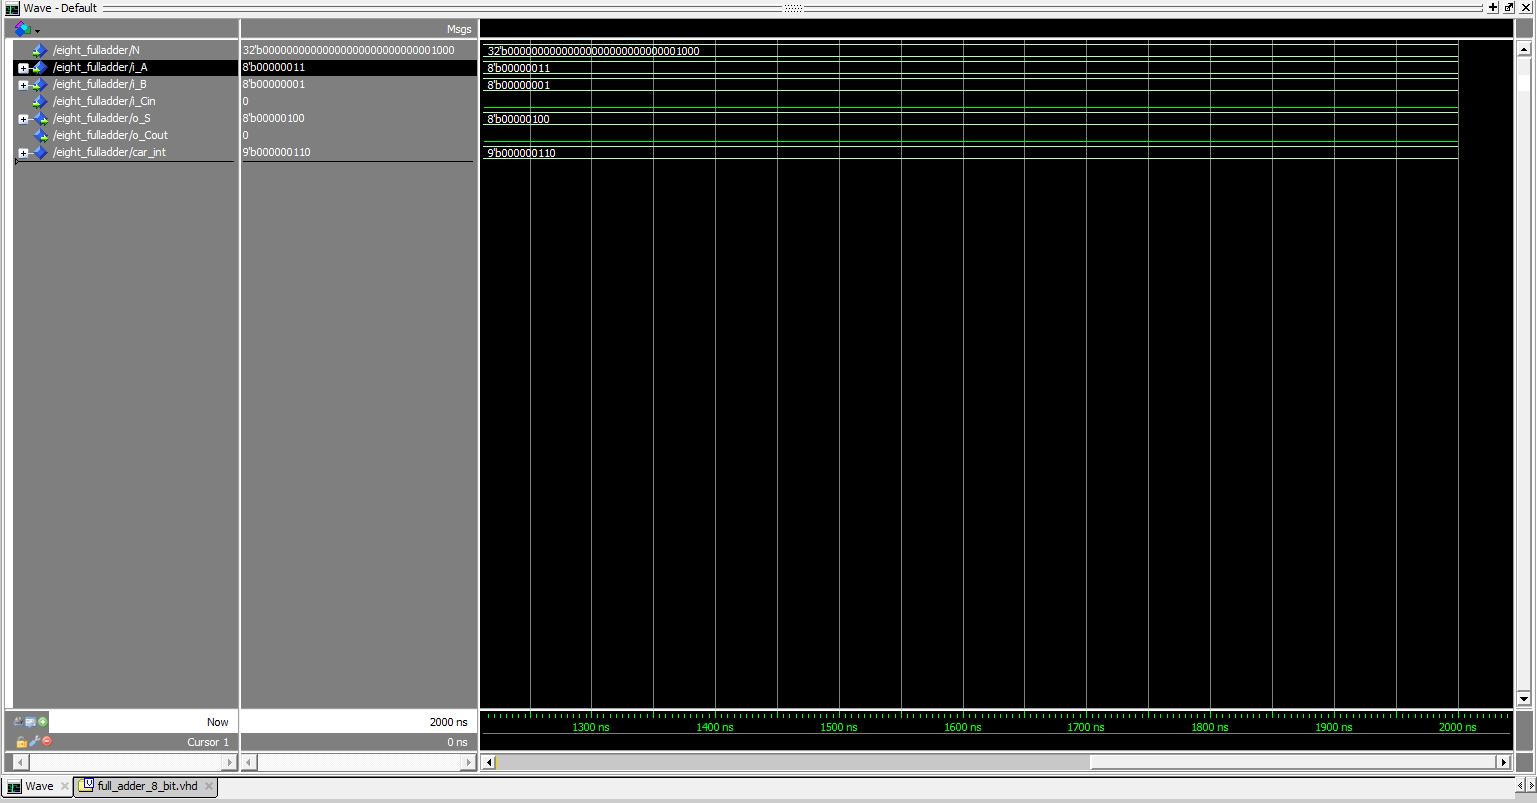 Wave - Default
Msgs
/eight_fulladder/N 32'b00000000000000000000000000001000 32'b00000000000000000000000000001000
/eight_fulladder/i_A 8'b00000011 8'b00000011
/eight_fulladder/i_B 8'b00000001 8'b00000001
/eight_fulladder/i_Cin 0
/eight_fulladder/o_S 8'b00000100 8'b00000100
/eight_fulladder/o_Cout 0
/eight_fulladder/car_int 9'b000000110 9'b000000110
Now 2000 ns 1300 ns 1400 ns 1500 ns 1600 ns 1700 ns 1800 ns 1900 ns 2000 ns
Cursor 1 0 ns
Wave full_adder_8_bit.vhd